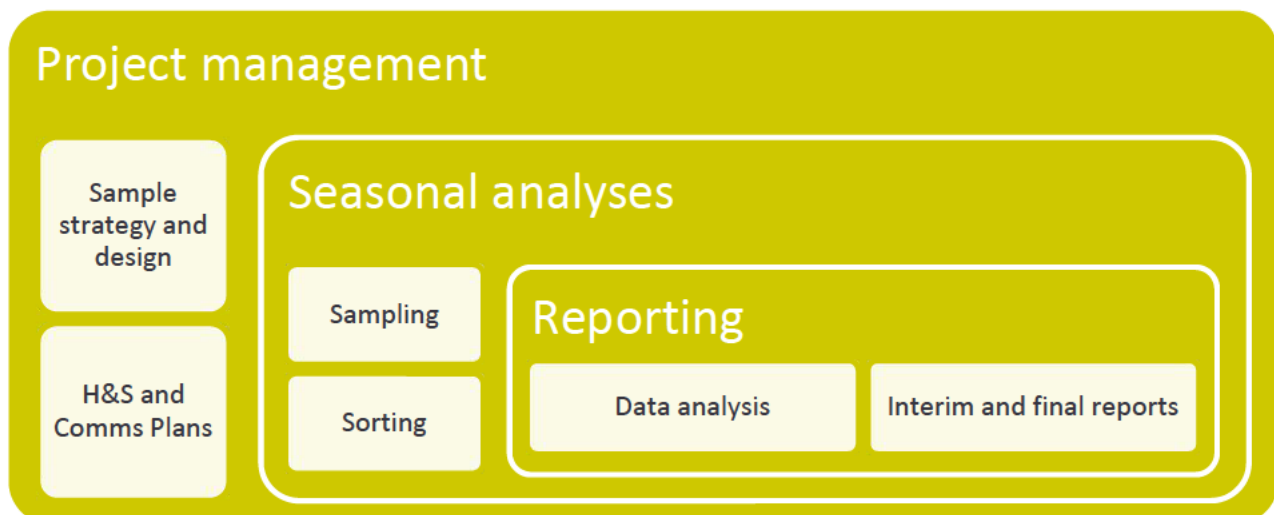 Project management
Sample
strategy and
design
H&S and
Comms Plans
Seasonal analyses
Sampling
Sorting
Reporting
Data analysis
Interim and final reports